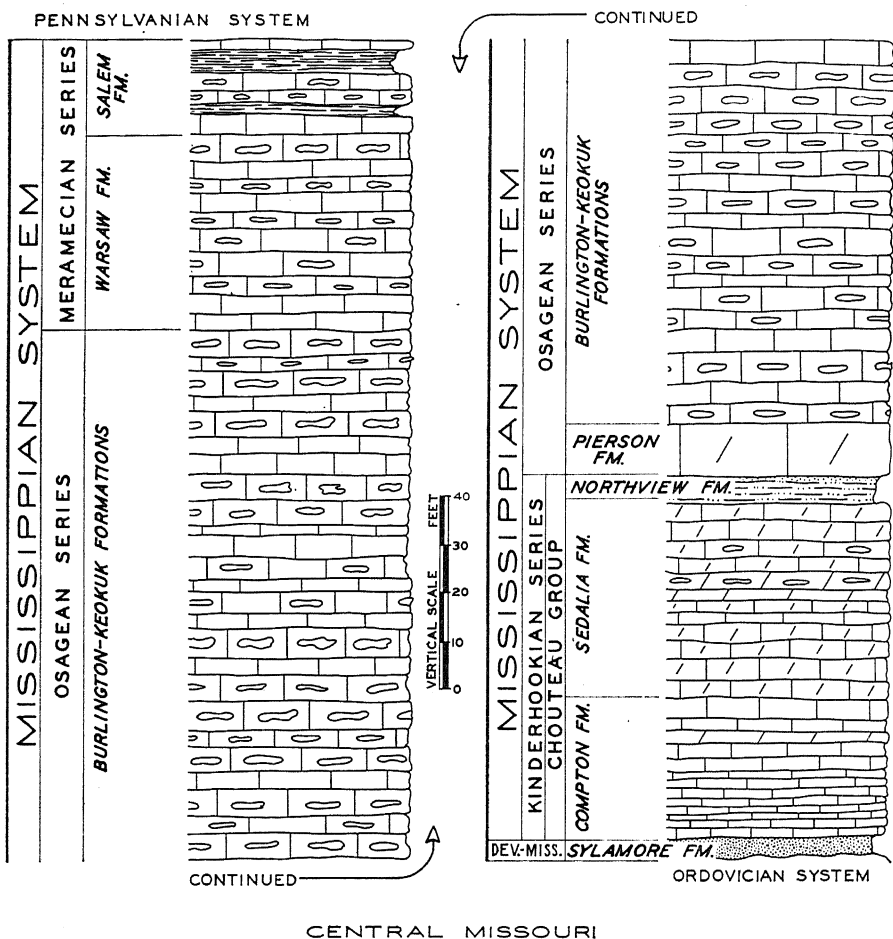 PENNSYLVANIAN SYSTEM
MISSISSIPPIAN SYSTEM
MERAMECIAN SERIES
SALEM
FM.
WARSAW FM.
OSAGEAN SERIES
BURLINGTON-KEOKUK FORMATIONS
VERTICAL SCALE
FEET
40
30
20
10
0
CONTINUED
CONTINUED
MISSISSIPPIAN SYSTEM
OSAGEAN SERIES
BURLINGTON-KEOKUK
FORMATIONS
PIERSON
FM.
KINDERHOOKIAN SERIES
CHOUTEAU GROUP
NORTHVIEW FM.
SEDALIA FM.
COMPTON FM.
DEV.-MISS. SYLAMORE FM.
ORDOVICIAN SYSTEM
CENTRAL MISSOURI